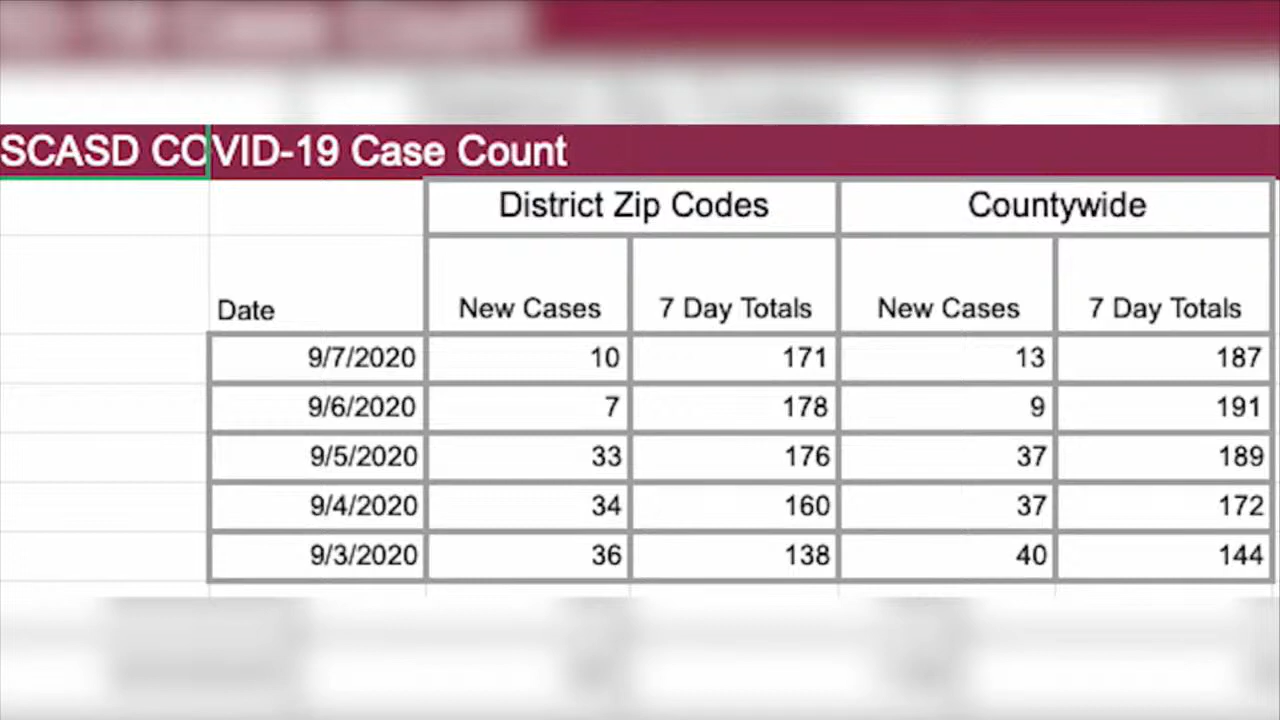 SCASD COVID-19 Case Count
District Zip Codes Countywide
Date New Cases 7 Day Totals New Cases 7 Day Totals
9/7/2020 10 171 13 187
9/6/2020 7 178 9 191
9/5/2020 33 176 37 189
9/4/2020 34 160 37 172
9/3/2020 36 138 40 144